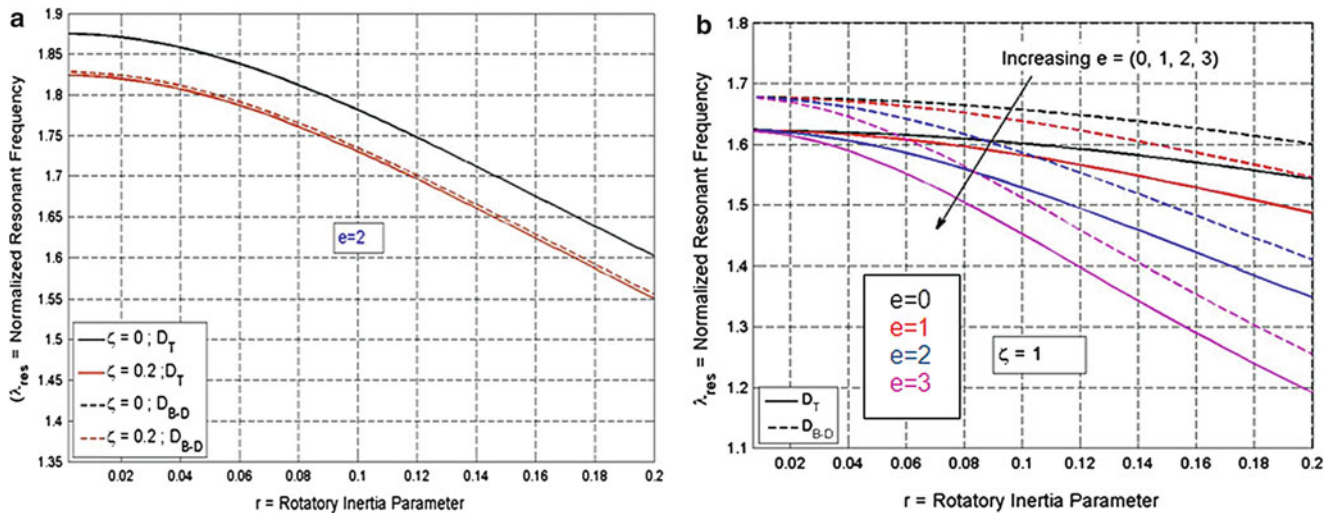 a
(λres = Normalized Resonant Frequency
1.9
1.85
1.8
1.75
1.7
1.65
1.6
1.55
1.5
1.45
1.4
1.35
e=2
ζ = 0 ; DT
ζ = 0.2 ;DT
ζ = 0 ; DB-D
ζ = 0.2 ; DB-D
0.02 0.04 0.06 0.08 0.1 0.12 0.14 0.16 0.18 0.2
r = Rotatory Inertia Parameter
b
λres = Normalized Resonant Frequency
1.8
1.7
1.6
1.5
1.4
1.3
1.2
1.1
Increasing e = (0, 1, 2, 3)
e=0
e=1
e=2
e=3
ζ = 1
DT
DB-D
0.02 0.04 0.06 0.08 0.1 0.12 0.14 0.16 0.18 0.2
r = Rotatory Inertia Parameter